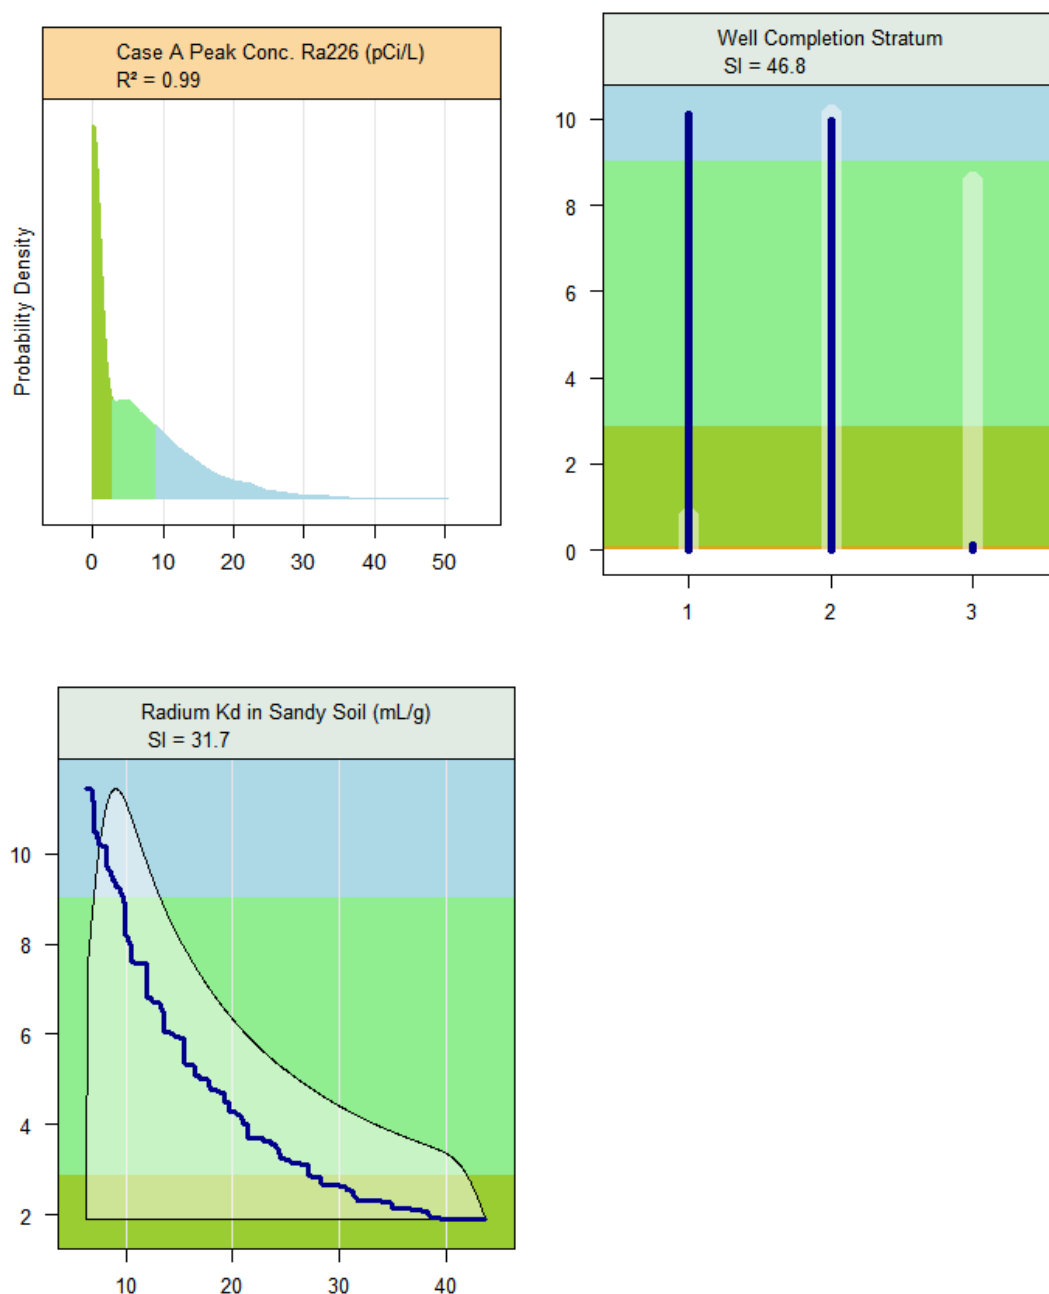 Case A Peak Conc. Ra226 (pCi/L)
R² = 0.99
Probability Density
0 10 20 30 40 50
Well Completion Stratum
SI = 46.8
10
8
6
4
2
0
1 2 3
Radium Kd in Sandy Soil (mL/g)
SI = 31.7
10
8
6
4
2
10 20 30 40